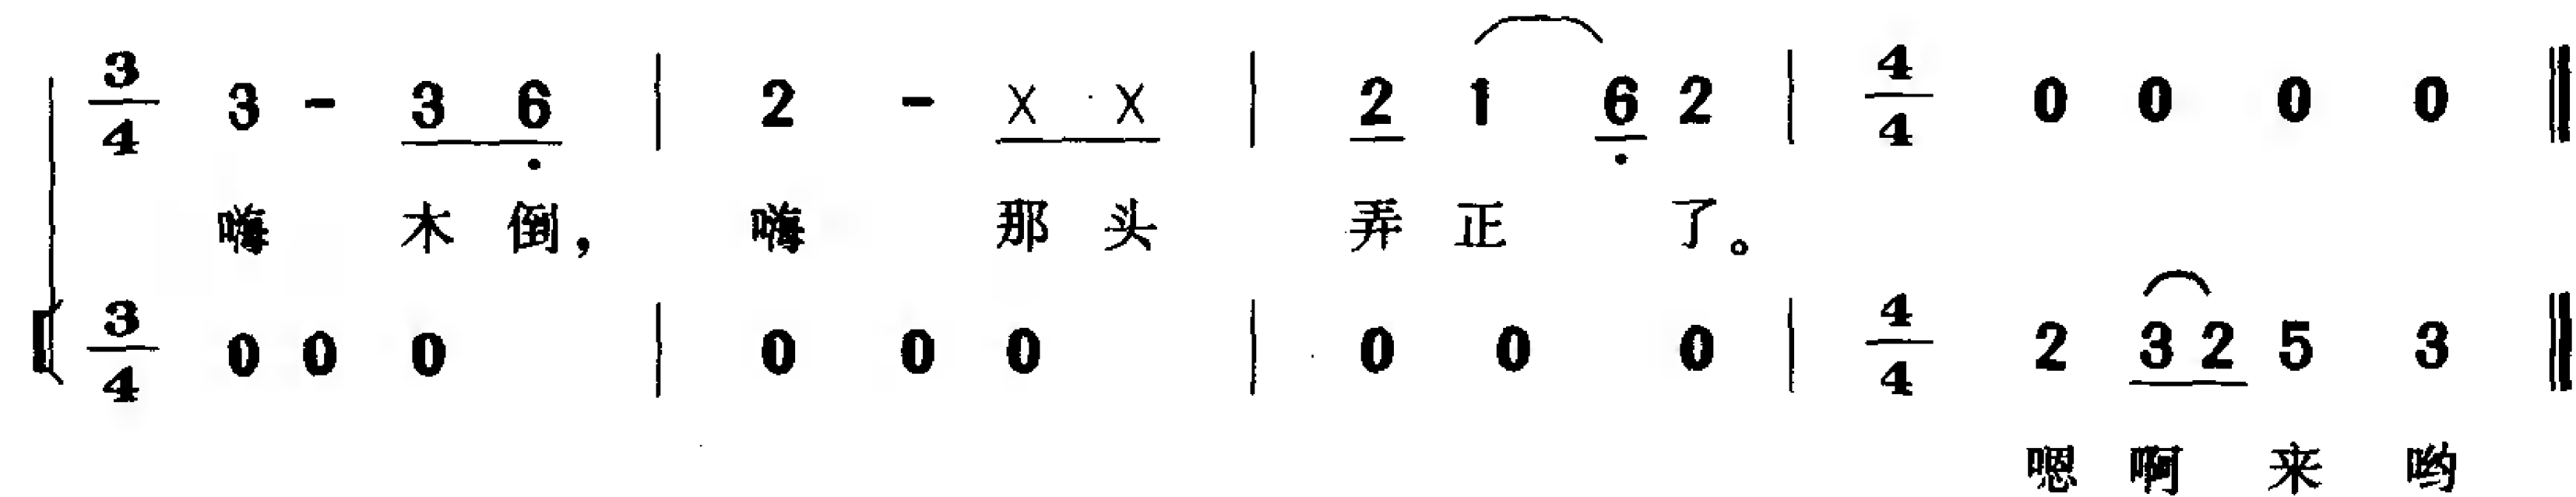 3/4 3 - 3 6 | 2 - X X | 2 1 6 2 | 4/4 0 0 0 0
嗨 木 倒， 嗨 那 头 弄 正 了。
3/4 0 0 0 | 0 0 0 | 0 0 0 | 4/4 2 3 2 5 3
嗯 啊 来 哟